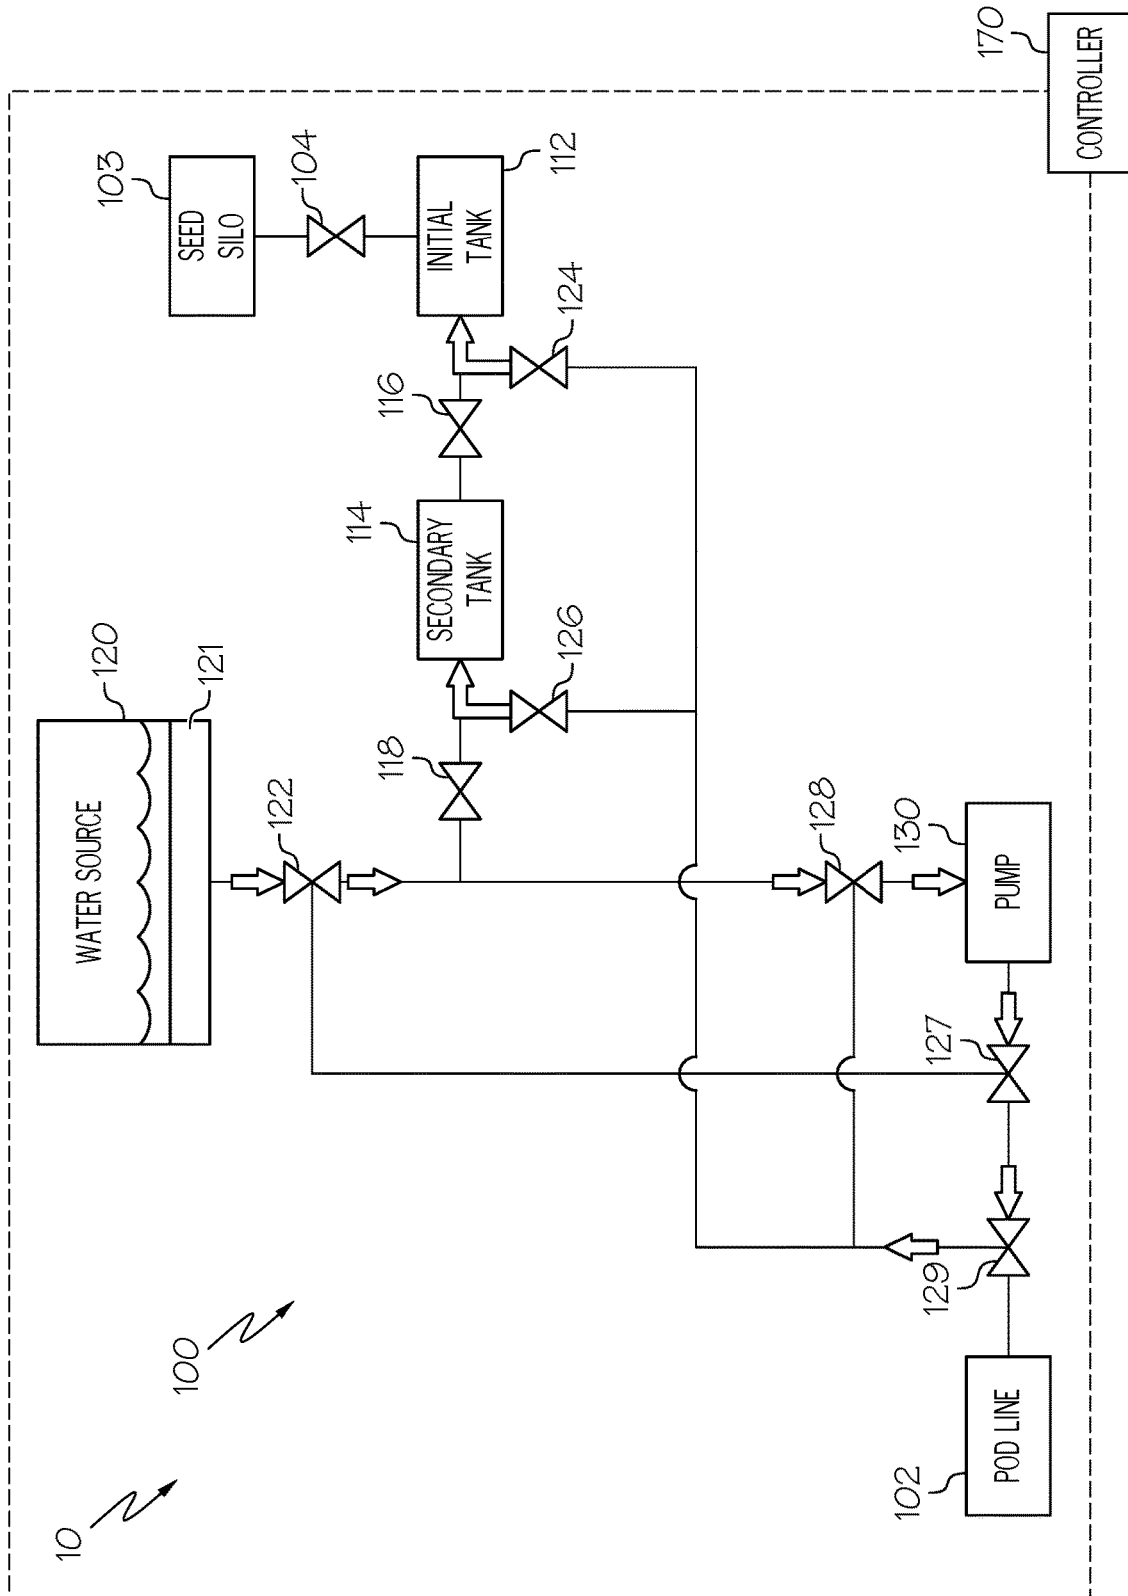 10
100
WATER SOURCE
120
121
122
SEED
SILO
103
104
INITIAL
TANK
112
116
124
SECONDARY
TANK
114
118
126
128
PUMP
130
127
129
POD LINE
102
CONTROLLER
170